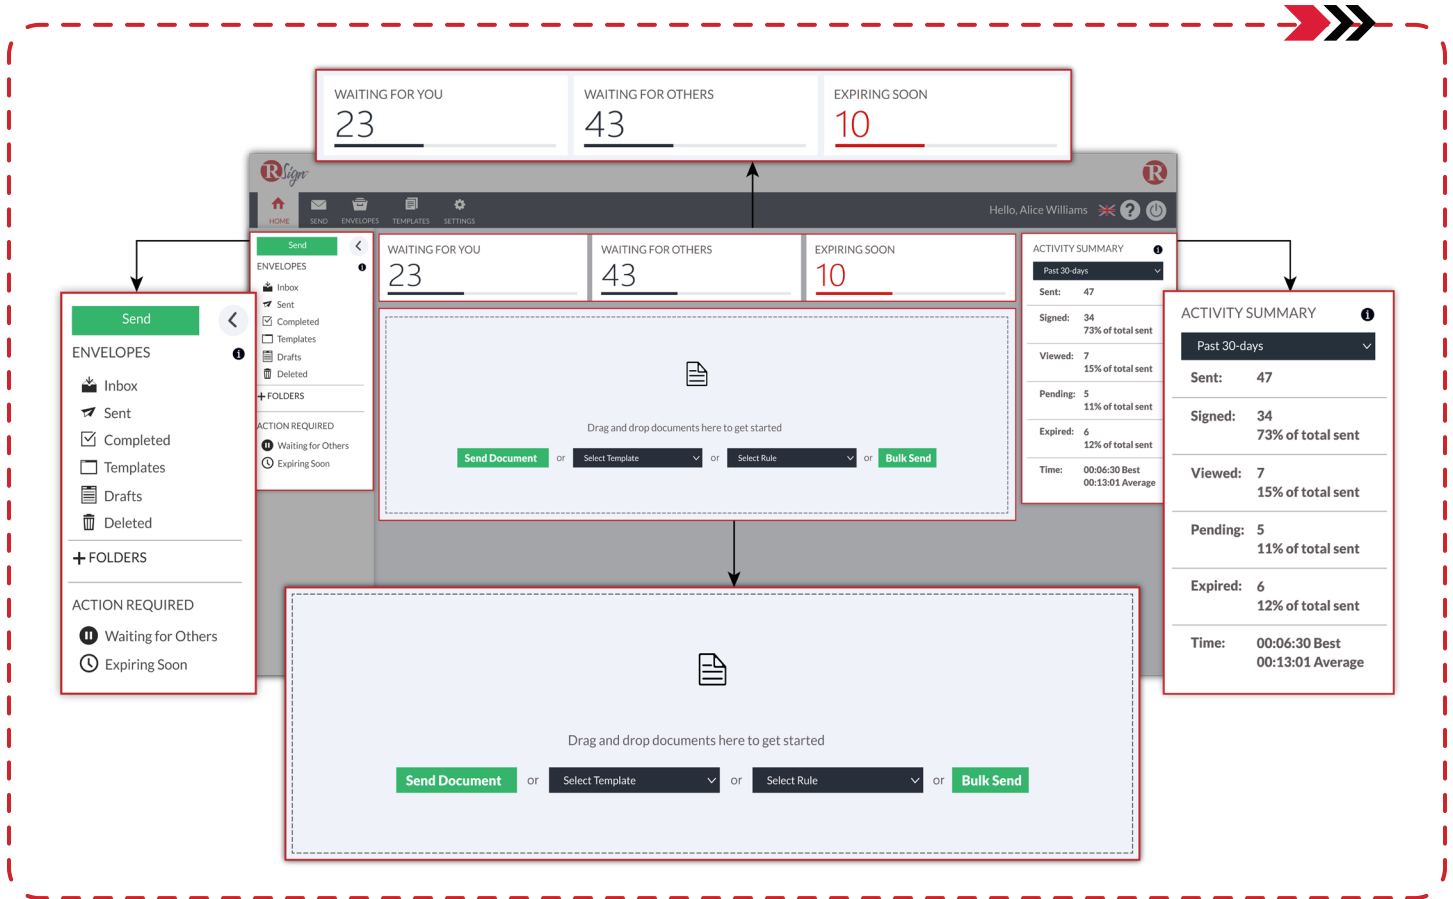 WAITING FOR YOU
23
WAITING FOR OTHERS
43
EXPIRING SOON
10
RSign
R
HOME
SEND
ENVELOPES
TEMPLATES
SETTINGS
Hello, Alice Williams
?
Send
ENVELOPES
Inbox
Sent
Completed
Templates
Drafts
Deleted
+ FOLDERS
ACTION REQUIRED
Waiting for Others
Expiring Soon
WAITING FOR YOU
23
WAITING FOR OTHERS
43
EXPIRING SOON
10
Drag and drop documents here to get started
Send Document or Select Template or Select Rule or Bulk Send
ACTIVITY SUMMARY
Past 30-days
Sent: 47
Signed: 34
73% of total sent
Viewed: 7
15% of total sent
Pending: 5
11% of total sent
Expired: 6
12% of total sent
Time: 00:06:30 Best
00:13:01 Average
Send
ENVELOPES
Inbox
Sent
Completed
Templates
Drafts
Deleted
+ FOLDERS
ACTION REQUIRED
Waiting for Others
Expiring Soon
ACTIVITY SUMMARY
Past 30-days
Sent: 47
Signed: 34
73% of total sent
Viewed: 7
15% of total sent
Pending: 5
11% of total sent
Expired: 6
12% of total sent
Time: 00:06:30 Best
00:13:01 Average
Drag and drop documents here to get started
Send Document or Select Template or Select Rule or Bulk Send